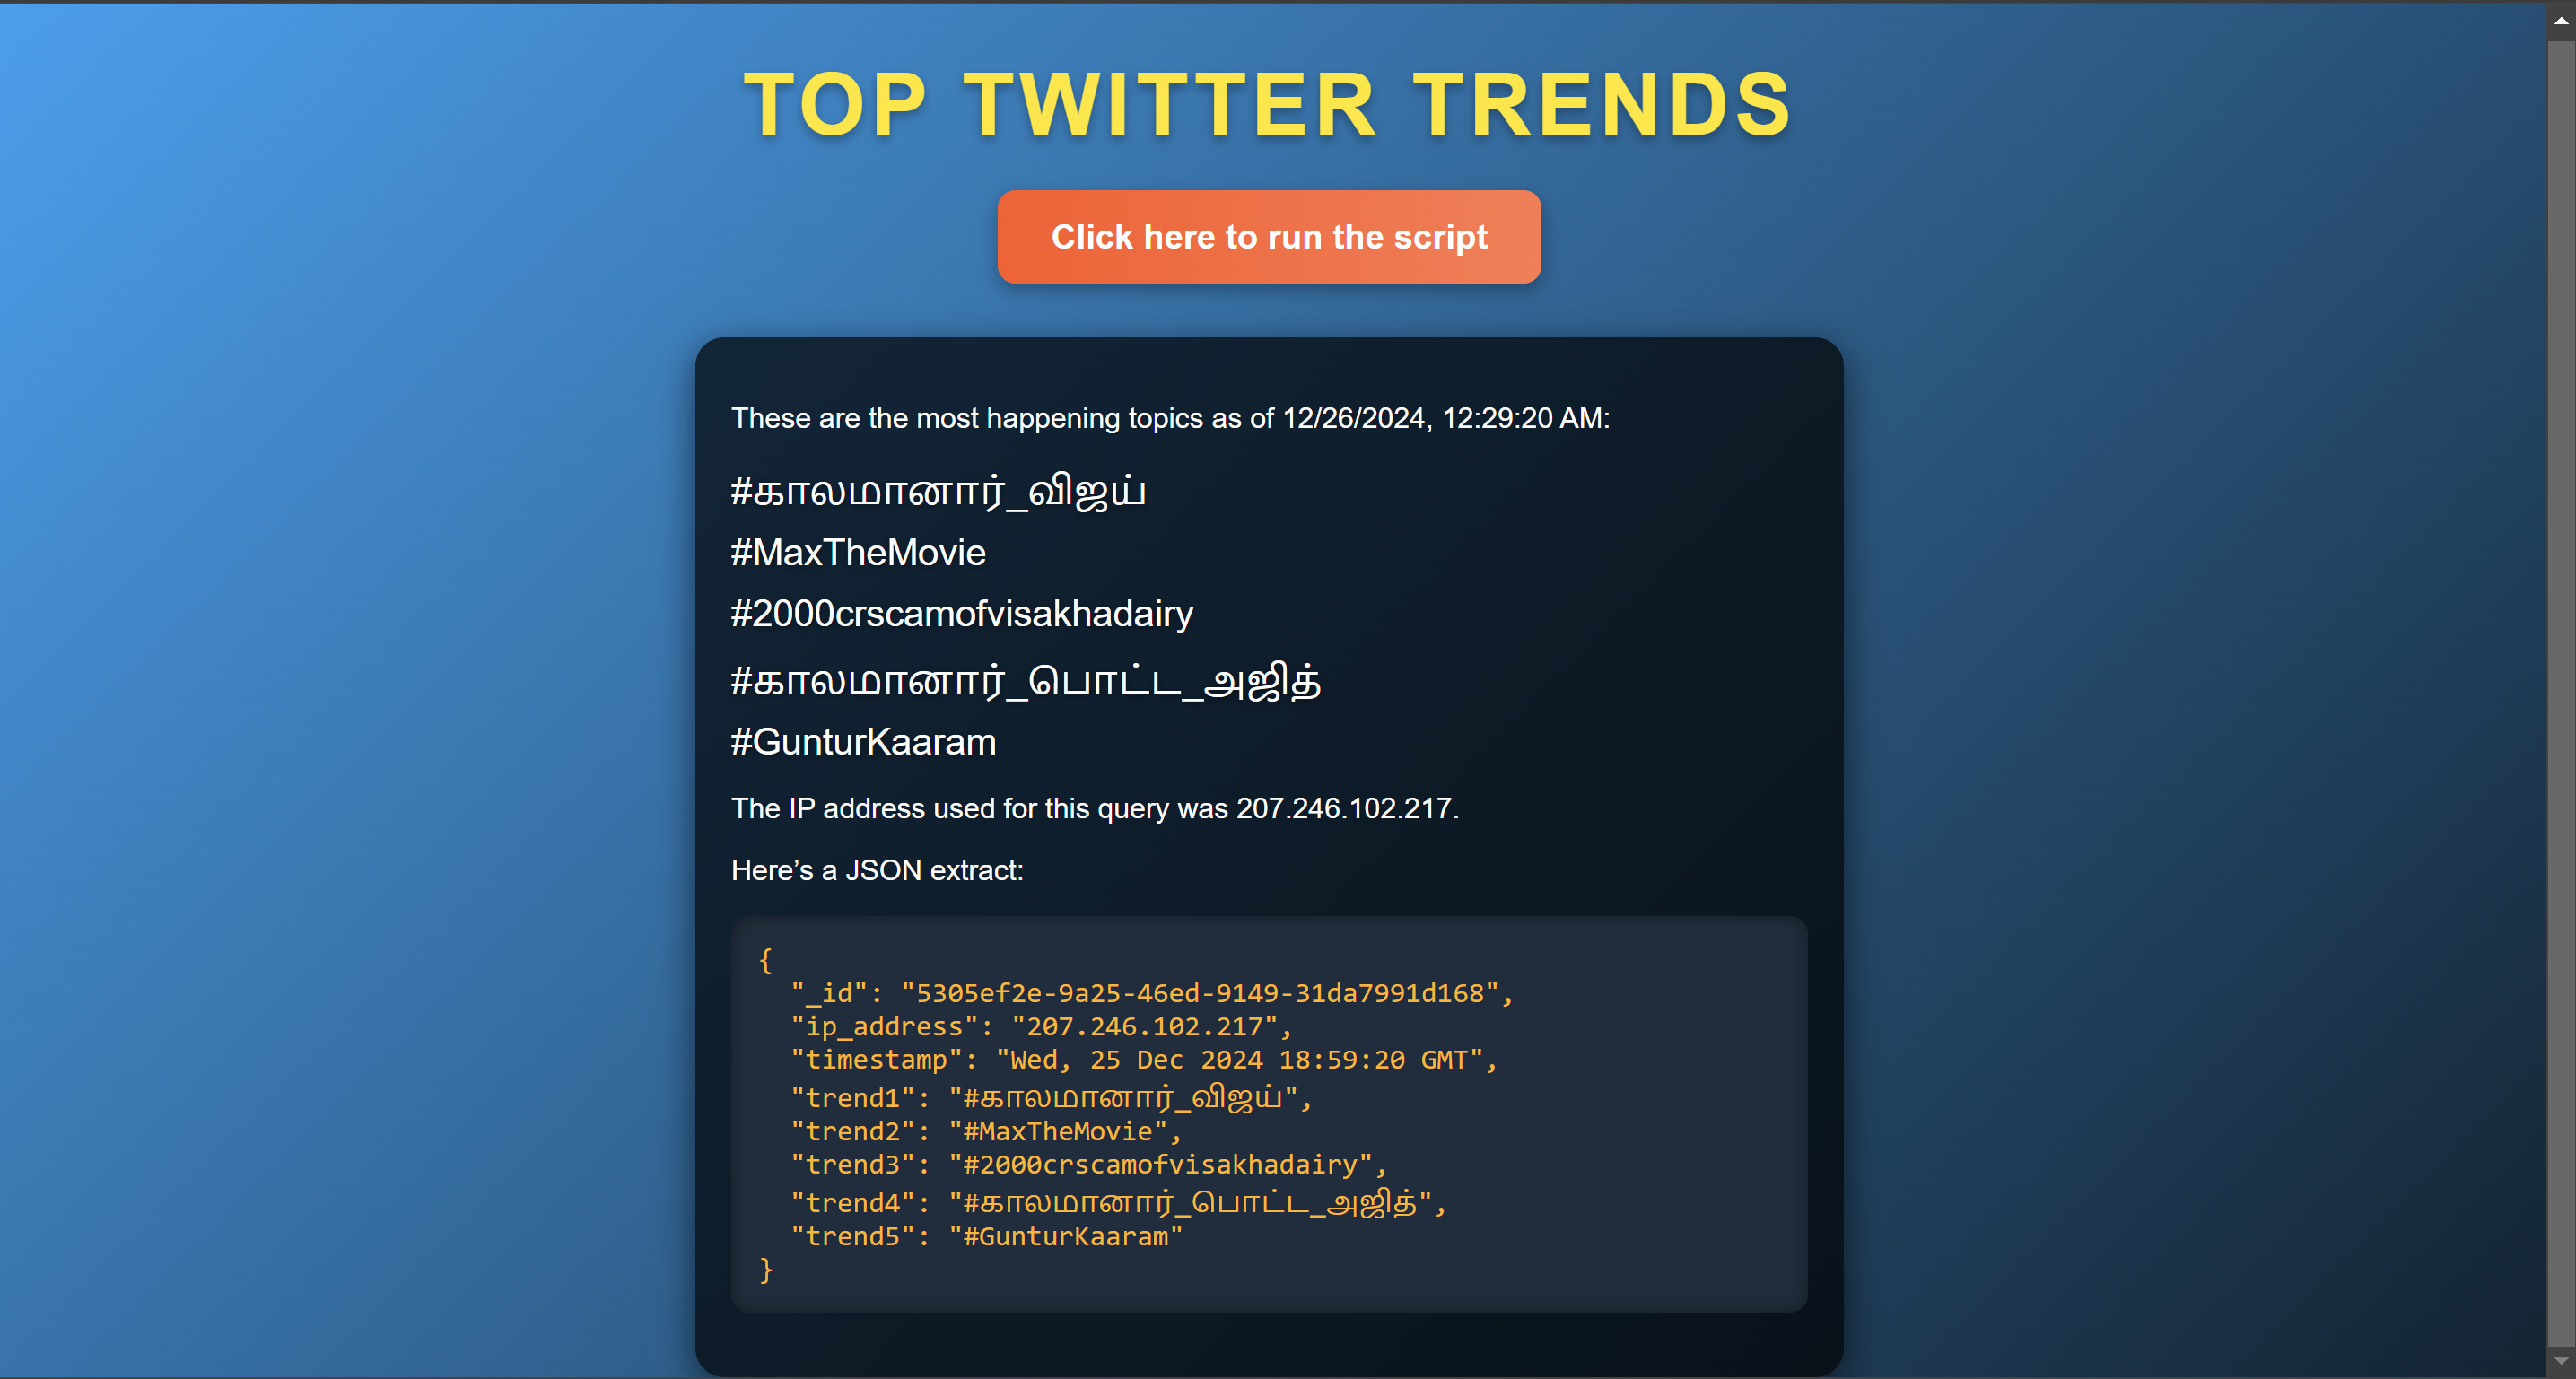 TOP TWITTER TRENDS
Click here to run the script
These are the most happening topics as of 12/26/2024, 12:29:20 AM:
#காலமானார்_விஜய்
#MaxTheMovie
#2000crscamofvisakhadairy
#காலமானார்_பொட்ட_அஜித்
#GunturKaaram
The IP address used for this query was 207.246.102.217.
Here’s a JSON extract:
{
"_id": "5305ef2e-9a25-46ed-9149-31da7991d168",
"ip_address": "207.246.102.217",
"timestamp": "Wed, 25 Dec 2024 18:59:20 GMT",
"trend1": "#காலமானார்_விஜய்",
"trend2": "#MaxTheMovie",
"trend3": "#2000crscamofvisakhadairy",
"trend4": "#காலமானார்_பொட்ட_அஜித்",
"trend5": "#GunturKaaram"
}